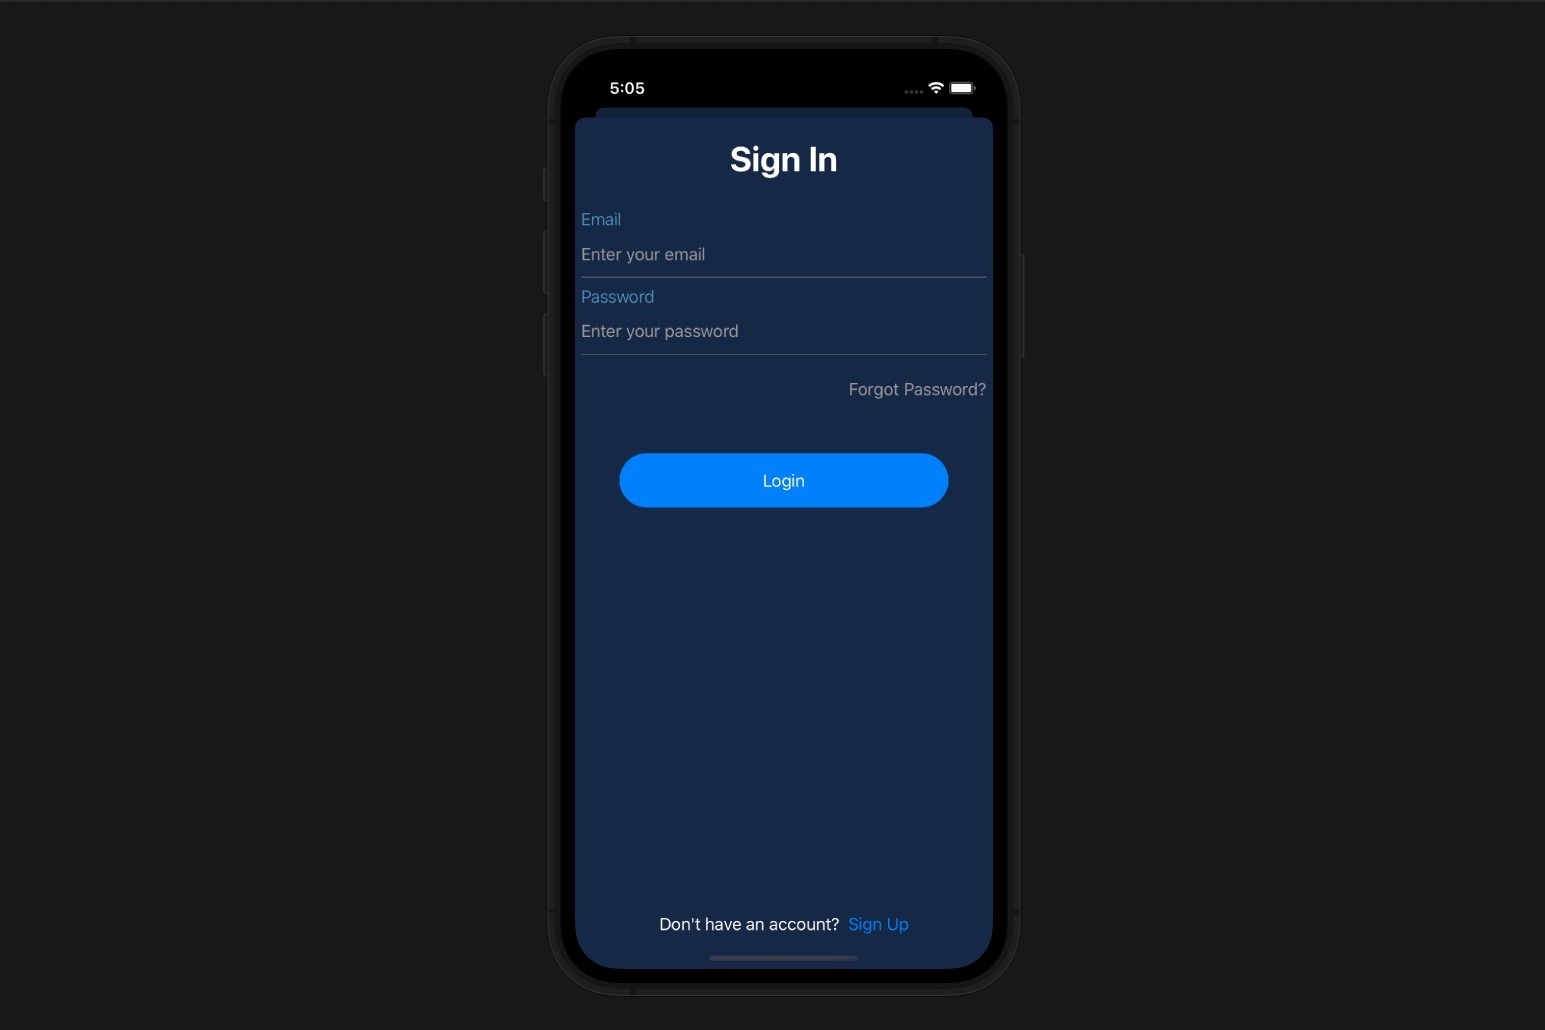 5:05
Sign In
Email
Enter your email
Password
Enter your password
Forgot Password?
Login
Don't have an account? Sign Up